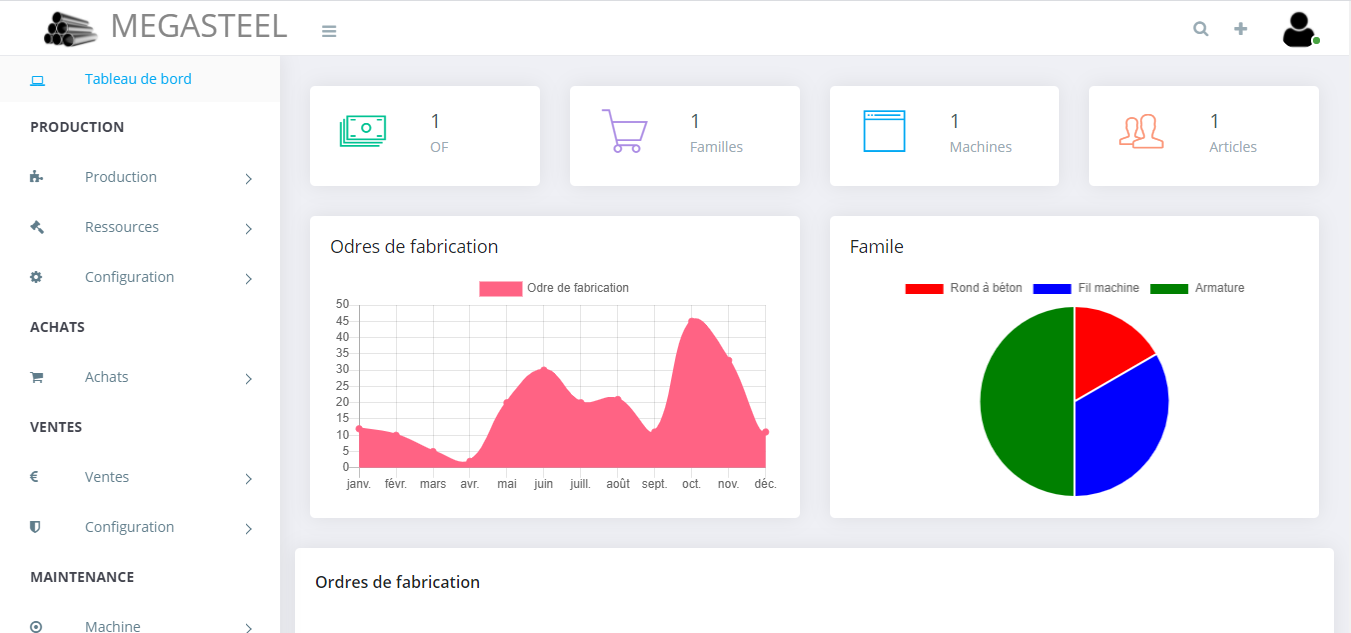 MEGASTEEL
Tableau de bord
PRODUCTION
Production
Ressources
Configuration
ACHATS
Achats
VENTES
Ventes
Configuration
MAINTENANCE
Machine
1
OF
1
Familles
1
Machines
1
Articles
Odres de fabrication
Odre de fabrication
50
45
40
35
30
25
20
15
10
5
0
janv. févr. mars avr. mai juin juill. août sept. oct. nov. déc.
Famile
Rond à béton Fil machine Armature
Ordres de fabrication